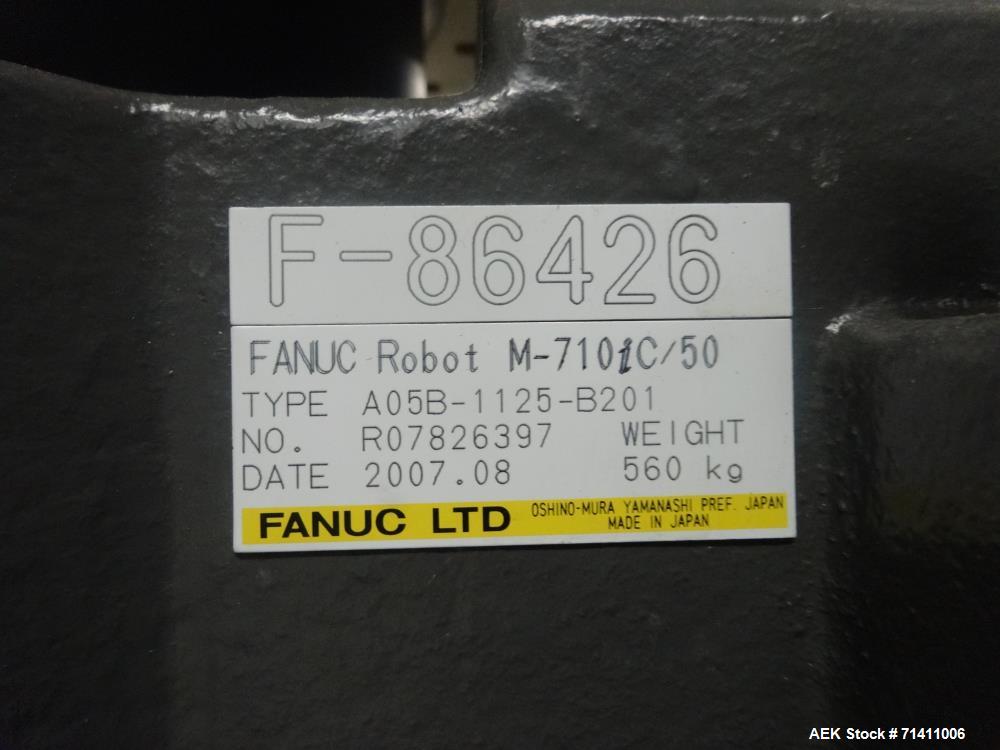 F-86426
FANUC Robot M-710iC/50
TYPE A05B-1125-B201
NO. R07826397 WEIGHT
DATE 2007.08 560 kg
FANUC LTD OSHINO-MURA YAMANASHI PREF. JAPAN
MADE IN JAPAN
AEK Stock # 71411006